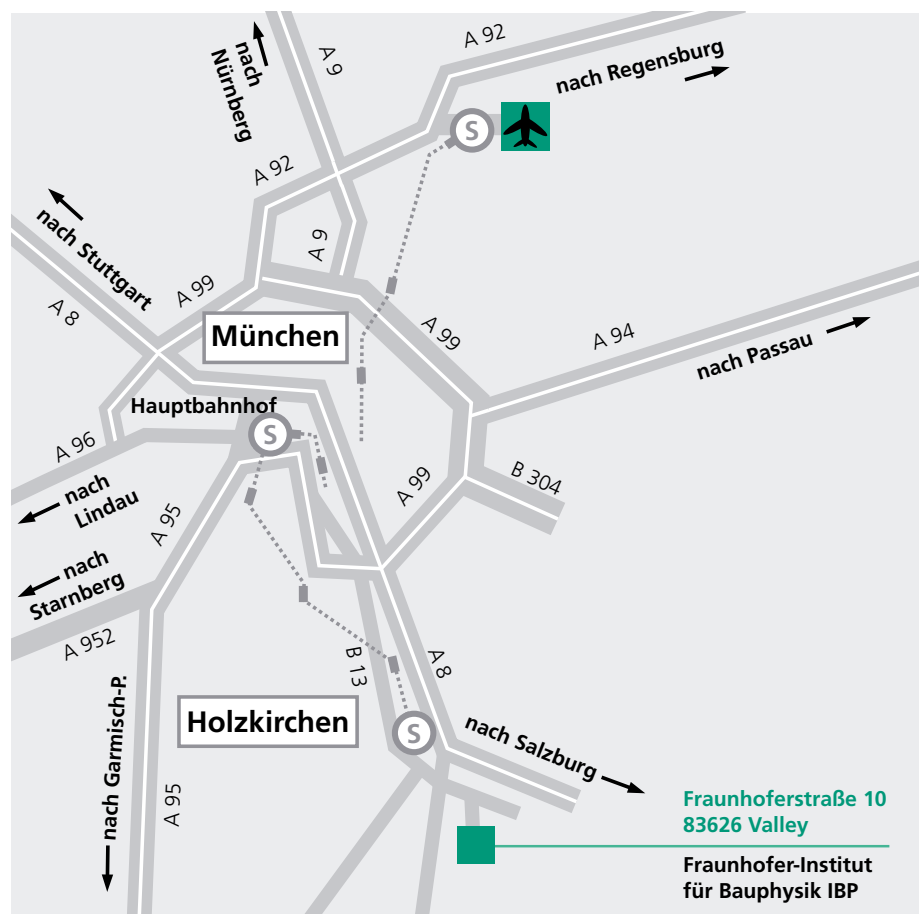 A 92
nach Regensburg
nach
Nürnberg
A 9
S
A 92
nach Stuttgart
A 9
A 99
A 8
München
A 99
A 94
nach Passau
Hauptbahnhof
S
A 96
nach
Lindau
A 95
A 99
B 304
nach
Starnberg
A 952
B 13
A 8
nach Garmisch-P.
A 95
Holzkirchen
S
nach Salzburg
Fraunhoferstraße 10
83626 Valley
Fraunhofer-Institut
für Bauphysik IBP